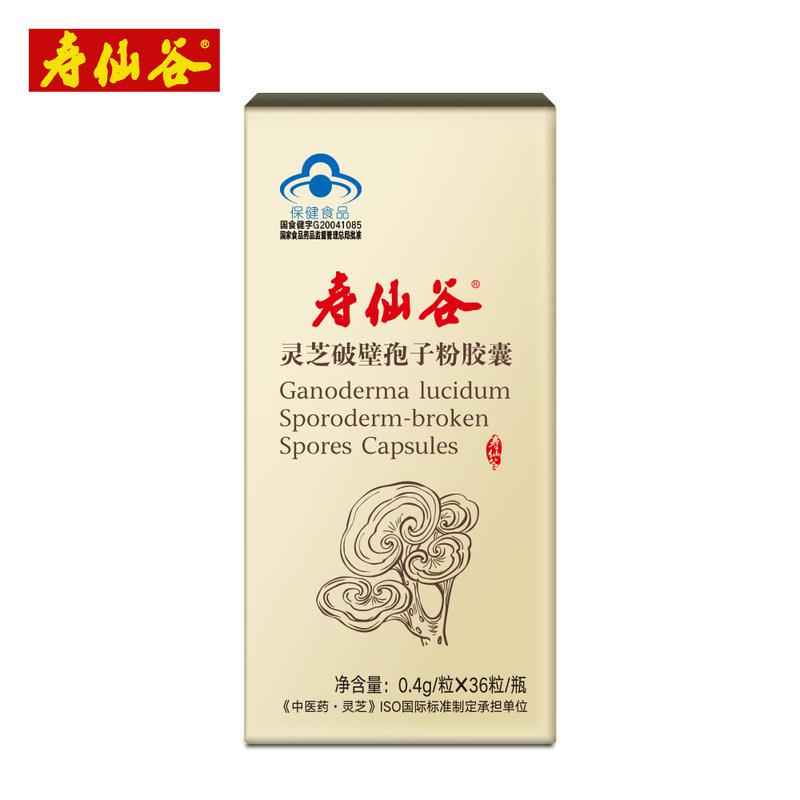 寿仙谷®
保健食品
国食健字G20041085
国家食品药品监督管理总局批准
寿仙谷®
灵芝破壁孢子粉胶囊
Ganoderma lucidum
Sporoderm-broken
Spores Capsules
寿仙谷
净含量：0.4g/粒×36粒/瓶
《中医药·灵芝》ISO国际标准制定承担单位